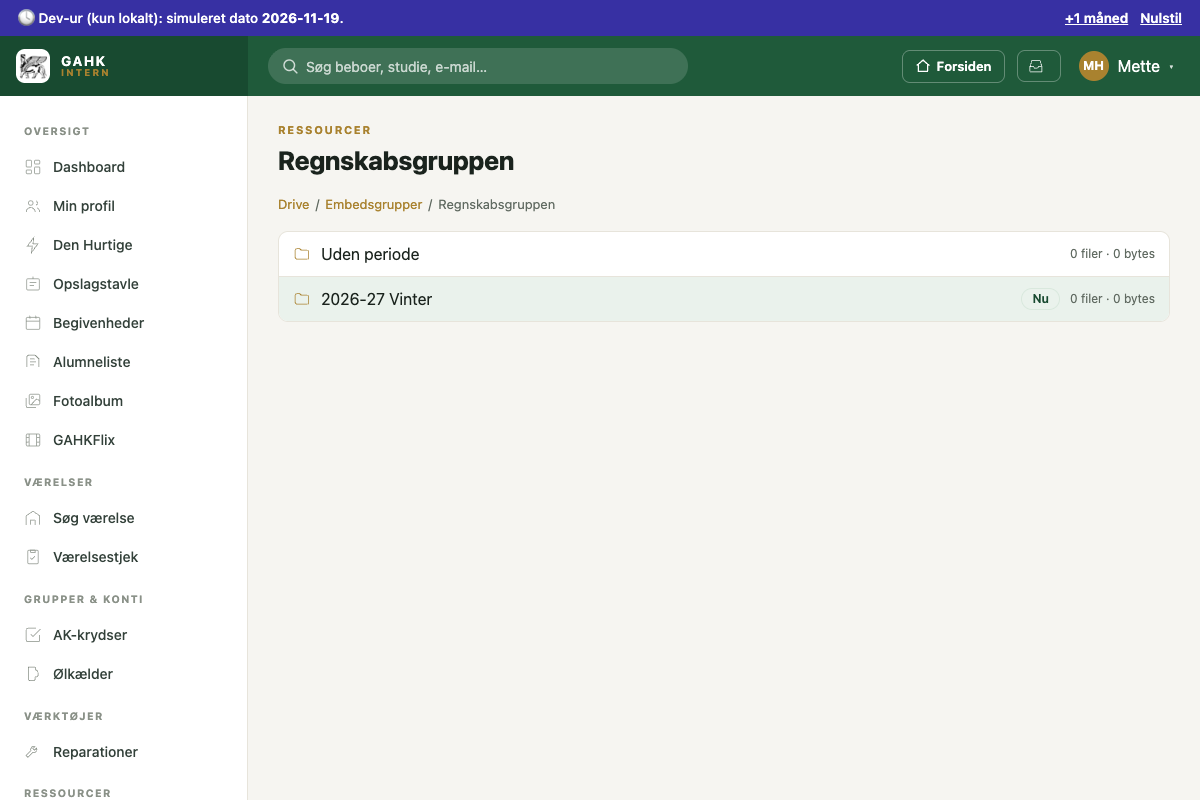 Dev-ur (kun lokalt): simuleret dato 2026-11-19.
+1 måned
Nulstil
GAHK
INTERN
Søg beboer, studie, e-mail...
Forsiden
MH
Mette
OVERSIGT
Dashboard
Min profil
Den Hurtige
Opslagstavle
Begivenheder
Alumneliste
Fotoalbum
GAHKFlix
VÆRELSER
Søg værelse
Værelsestjek
GRUPPER & KONTI
AK-krydser
Ølkælder
VÆRKTØJER
Reparationer
RESSOURCER
RESSOURCER
Regnskabsgruppen
Drive / Embedsgrupper / Regnskabsgruppen
Uden periode
0 filer · 0 bytes
2026-27 Vinter
Nu
0 filer · 0 bytes